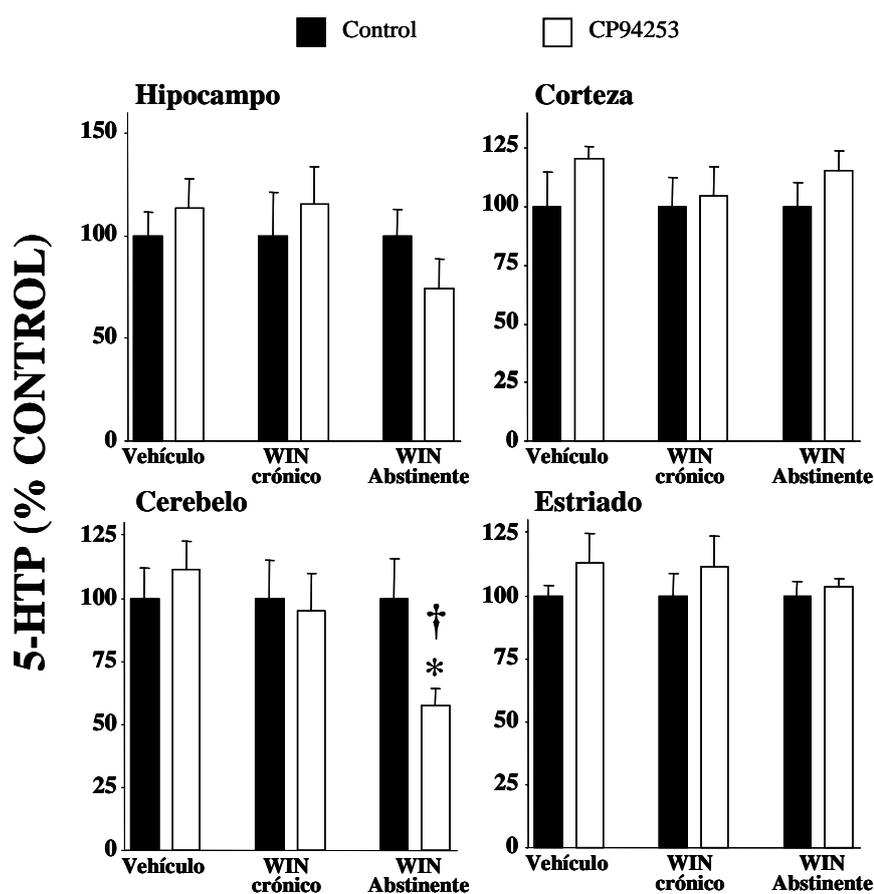 Control CP94253
5-HTP (% CONTROL)
Hipocampo
150
100
50
0
Vehículo WIN WIN
crónico Abstinente
Corteza
125
100
75
50
25
0
Vehículo WIN WIN
crónico Abstinente
Cerebelo
125
100
75
50
25
0
†
*
Vehículo WIN WIN
crónico Abstinente
Estriado
125
100
75
50
25
0
Vehículo WIN WIN
crónico Abstinente